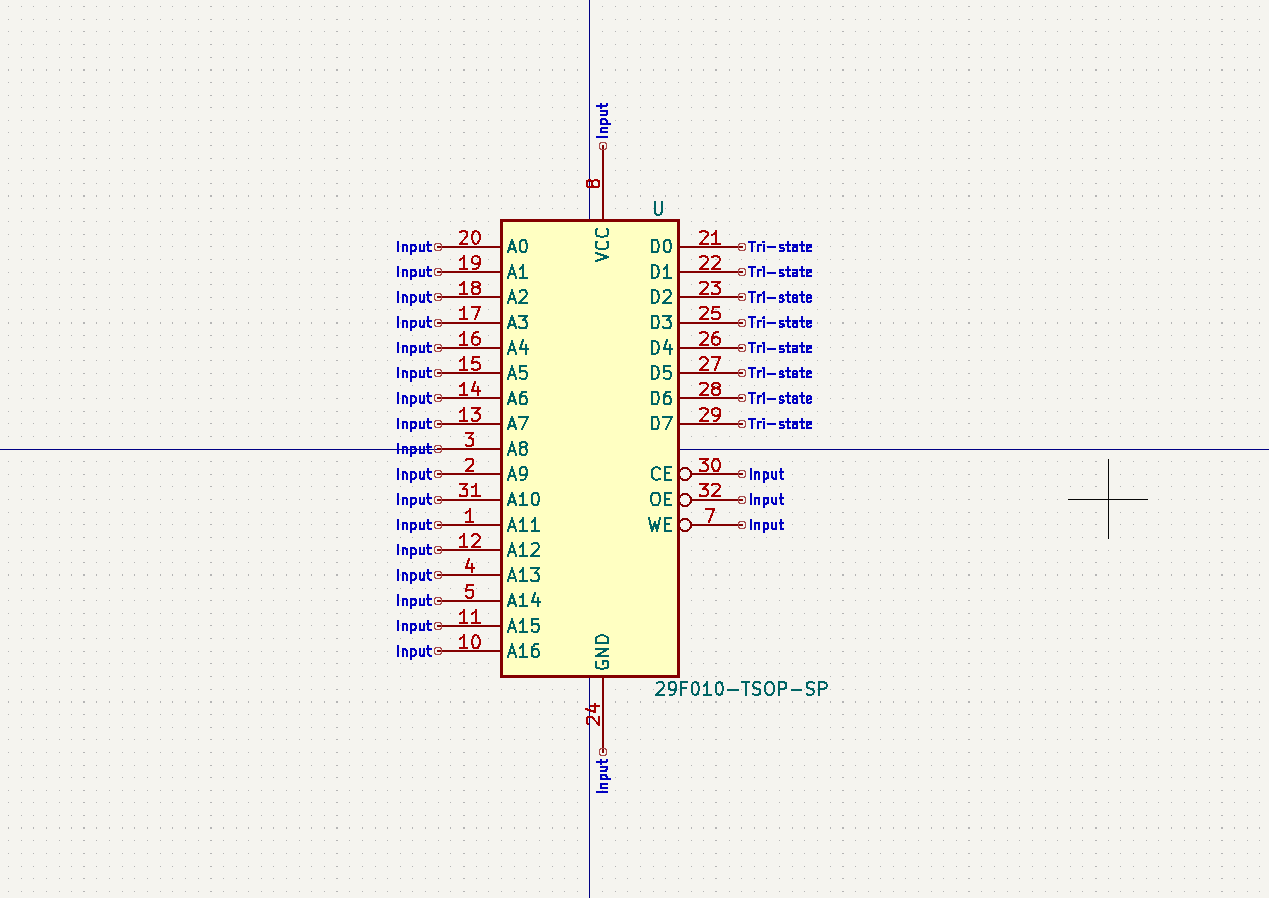 Input
8
U
VCC
Input 20 A0 D0 21 Tri-state
Input 19 A1 D1 22 Tri-state
Input 18 A2 D2 23 Tri-state
Input 17 A3 D3 25 Tri-state
Input 16 A4 D4 26 Tri-state
Input 15 A5 D5 27 Tri-state
Input 14 A6 D6 28 Tri-state
Input 13 A7 D7 29 Tri-state
Input 3 A8
Input 2 A9 CE 30 Input
Input 31 A10 OE 32 Input
Input 1 A11 WE 7 Input
Input 12 A12
Input 4 A13
Input 5 A14
Input 11 A15
Input 10 A16
GND
29F010-TSOP-SP
24
Input